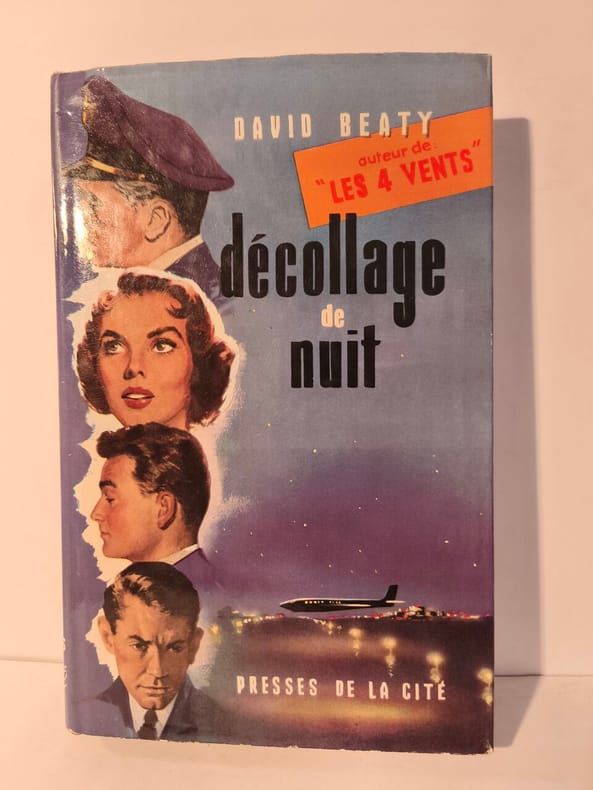 DAVID BEATY
auteur de:
"LES 4 VENTS"
décollage
de
nuit
PRESSES DE LA CITÉ